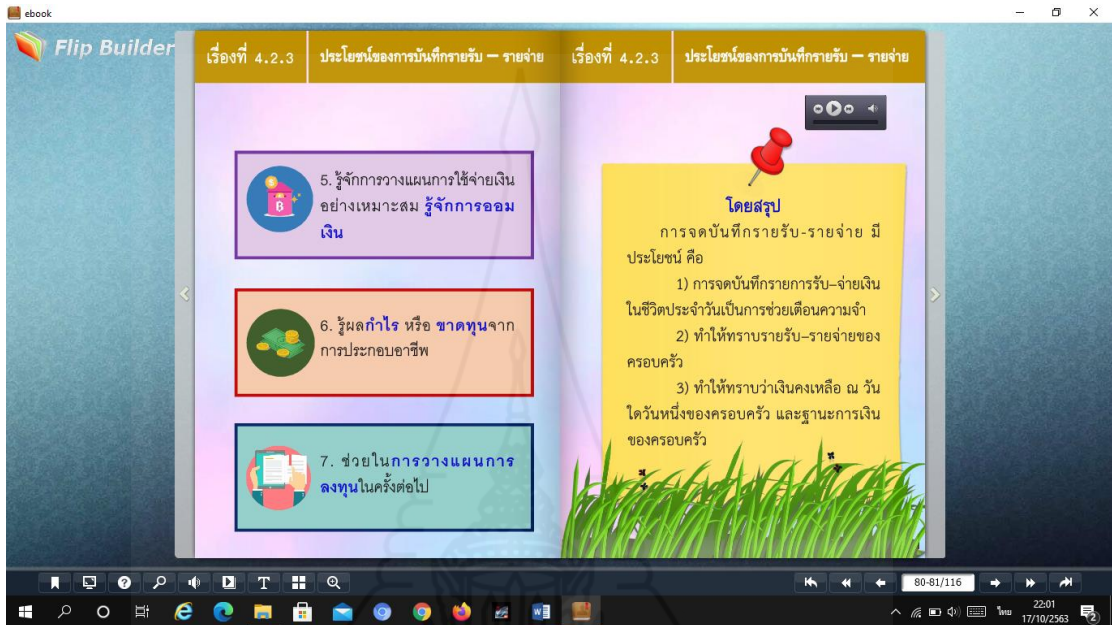 ebook
Flip Builder
เรื่องที่ 4.2.3 ประโยชน์ของการบันทึกรายรับ – รายจ่าย
5. รู้จักการวางแผนการใช้จ่ายเงิน
อย่างเหมาะสม รู้จักการออม
เงิน
6. รู้ผลกำไร หรือ ขาดทุนจาก
การประกอบอาชีพ
7. ช่วยในการวางแผนการ
ลงทุนในครั้งต่อไป
เรื่องที่ 4.2.3 ประโยชน์ของการบันทึกรายรับ – รายจ่าย
โดยสรุป
การจดบันทึกรายรับ-รายจ่าย มี
ประโยชน์ คือ
1) การจดบันทึกรายการรับ–จ่ายเงิน
ในชีวิตประจำวันเป็นการช่วยเตือนความจำ
2) ทำให้ทราบรายรับ–รายจ่ายของ
ครอบครัว
3) ทำให้ทราบว่าเงินคงเหลือ ณ วัน
ใดวันหนึ่งของครอบครัว และฐานะการเงิน
ของครอบครัว
80-81/116
ไทย
22:01
17/10/2563